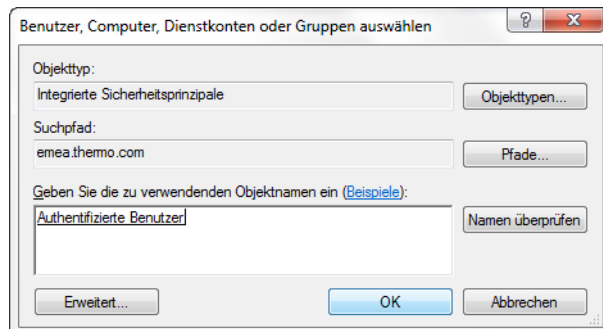 Benutzer, Computer, Dienstkonten oder Gruppen auswählen
Objekttyp:
Integrierte Sicherheitsprinzipale
Objekttypen...
Suchpfad:
emea.thermo.com
Pfade...
Geben Sie die zu verwendenden Objektnamen ein (Beispiele):
Authentifizierte Benutzer
Namen überprüfen
Erweitert...
OK
Abbrechen